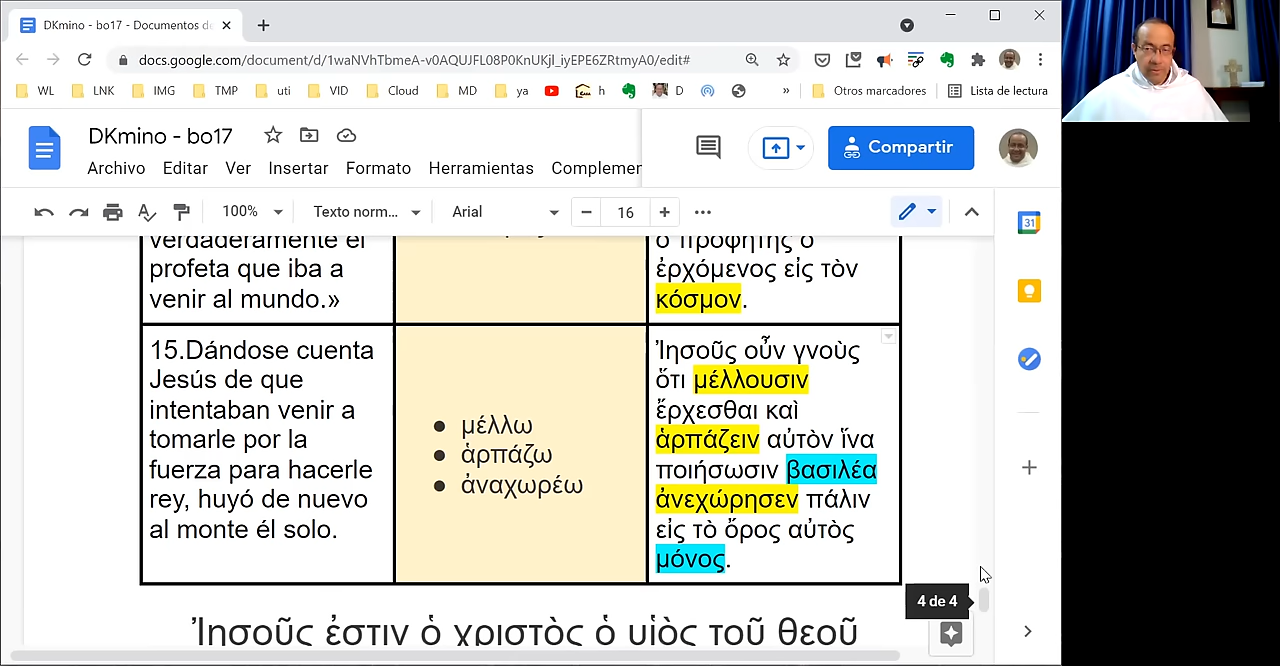 DKmino - bo17 - Documentos d
docs.google.com/document/d/1waNVhTbmeA-v0AQUJFL08P0KnUKjl_iyEPE6ZRtmyA0/edit#
WL LNK IMG TMP uti VID Cloud MD ya h D » Otros marcadores Lista de lectura
DKmino - bo17
Archivo Editar Ver Insertar Formato Herramientas Complemen
Compartir
100% Texto norm... Arial 16
31
verdaderamente el
profeta que iba a
venir al mundo.»
ὁ προφήτης ὁ
ἐρχόμενος εἰς τὸν
κόσμον.
15.Dándose cuenta
Jesús de que
intentaban venir a
tomarle por la
fuerza para hacerle
rey, huyó de nuevo
al monte él solo.
● μέλλω
● ἁρπάζω
● ἀναχωρέω
Ἰησοῦς οὖν γνοὺς
ὅτι μέλλουσιν
ἔρχεσθαι καὶ
ἁρπάζειν αὐτὸν ἵνα
ποιήσωσιν βασιλέα
ἀνεχώρησεν πάλιν
εἰς τὸ ὄρος αὐτὸς
μόνος.
4 de 4
Ἰησοῦς ἐστιν ὁ χριστὸς ὁ υἱὸς τοῦ θεοῦ